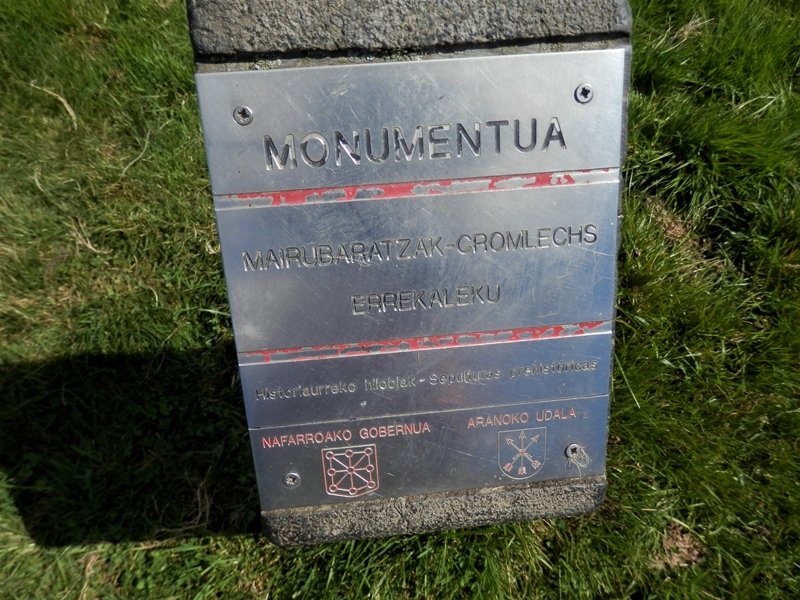 MONUMENTUA
MAIRUBARATZAK-CROMLECHS
ERREKALEKU
Historiaurreko hilobiak - Sepulturas prehistóricas
NAFARROAKO GOBERNUA ARANOKO UDALA